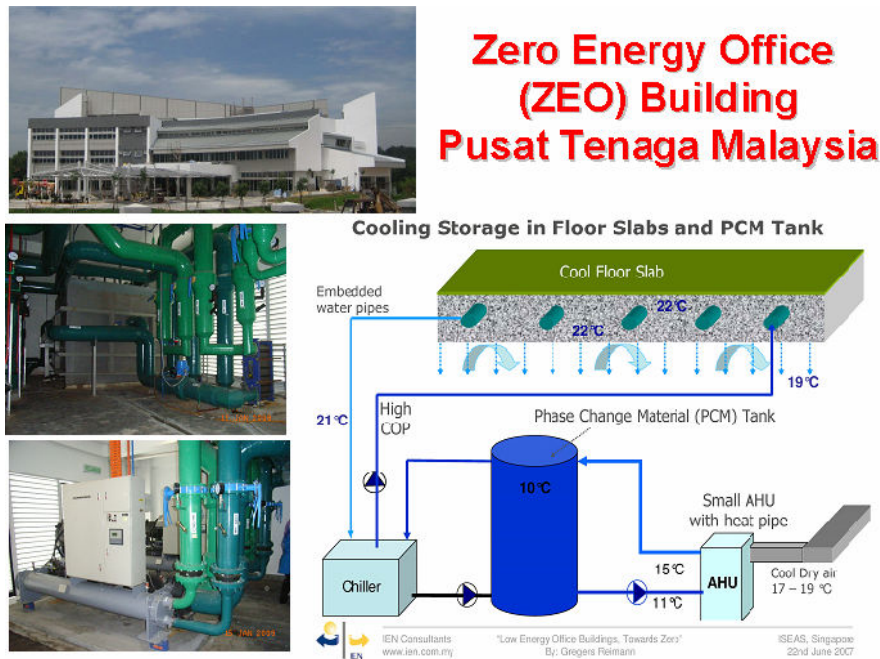 Zero Energy Office
(ZEO) Building
Pusat Tenaga Malaysia
Cooling Storage in Floor Slabs and PCM Tank
Cool Floor Slab
Embedded
water pipes
22°C
22°C
19°C
21°C
High
COP
Phase Change Material (PCM) Tank
10°C
Small AHU
with heat pipe
Chiller
15°C
AHU
Cool Dry air
17 – 19 °C
11°C
IEN Consultants
www.ien.com.my
"Low Energy Office Buildings, Towards Zero"
By: Gregers Reimann
ISEAS, Singapore
22nd June 2007
IEN